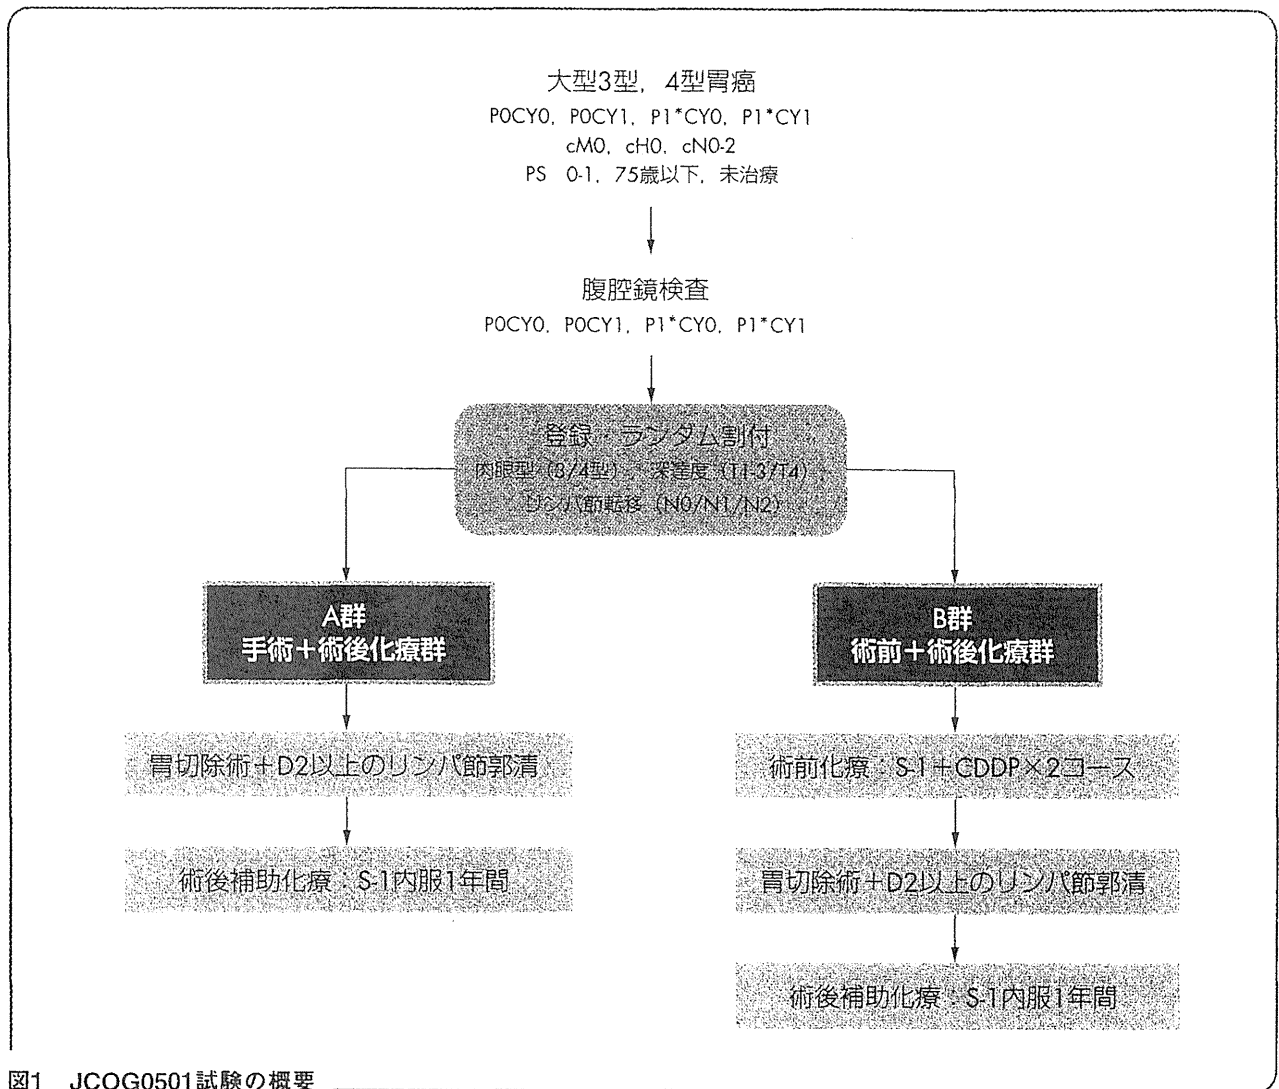 大型3型，4型胃癌
P0CY0，P0CY1，P1*CY0，P1*CY1
cM0，cH0，cN0-2
PS　0-1，75歳以下，未治療
腹腔鏡検査
P0CY0，P0CY1，P1*CY0，P1*CY1
登録・ランダム割付
肉眼型（3/4型），深達度（T1-3/T4）
リンパ節転移（N0/N1/N2）
A群
手術＋術後化療群
B群
術前＋術後化療群
胃切除術＋D2以上のリンパ節郭清
術後補助化療：S-1内服1年間
術前化療：S-1＋CDDP×2コース
胃切除術＋D2以上のリンパ節郭清
術後補助化療：S-1内服1年間
図1　JCOG0501試験の概要